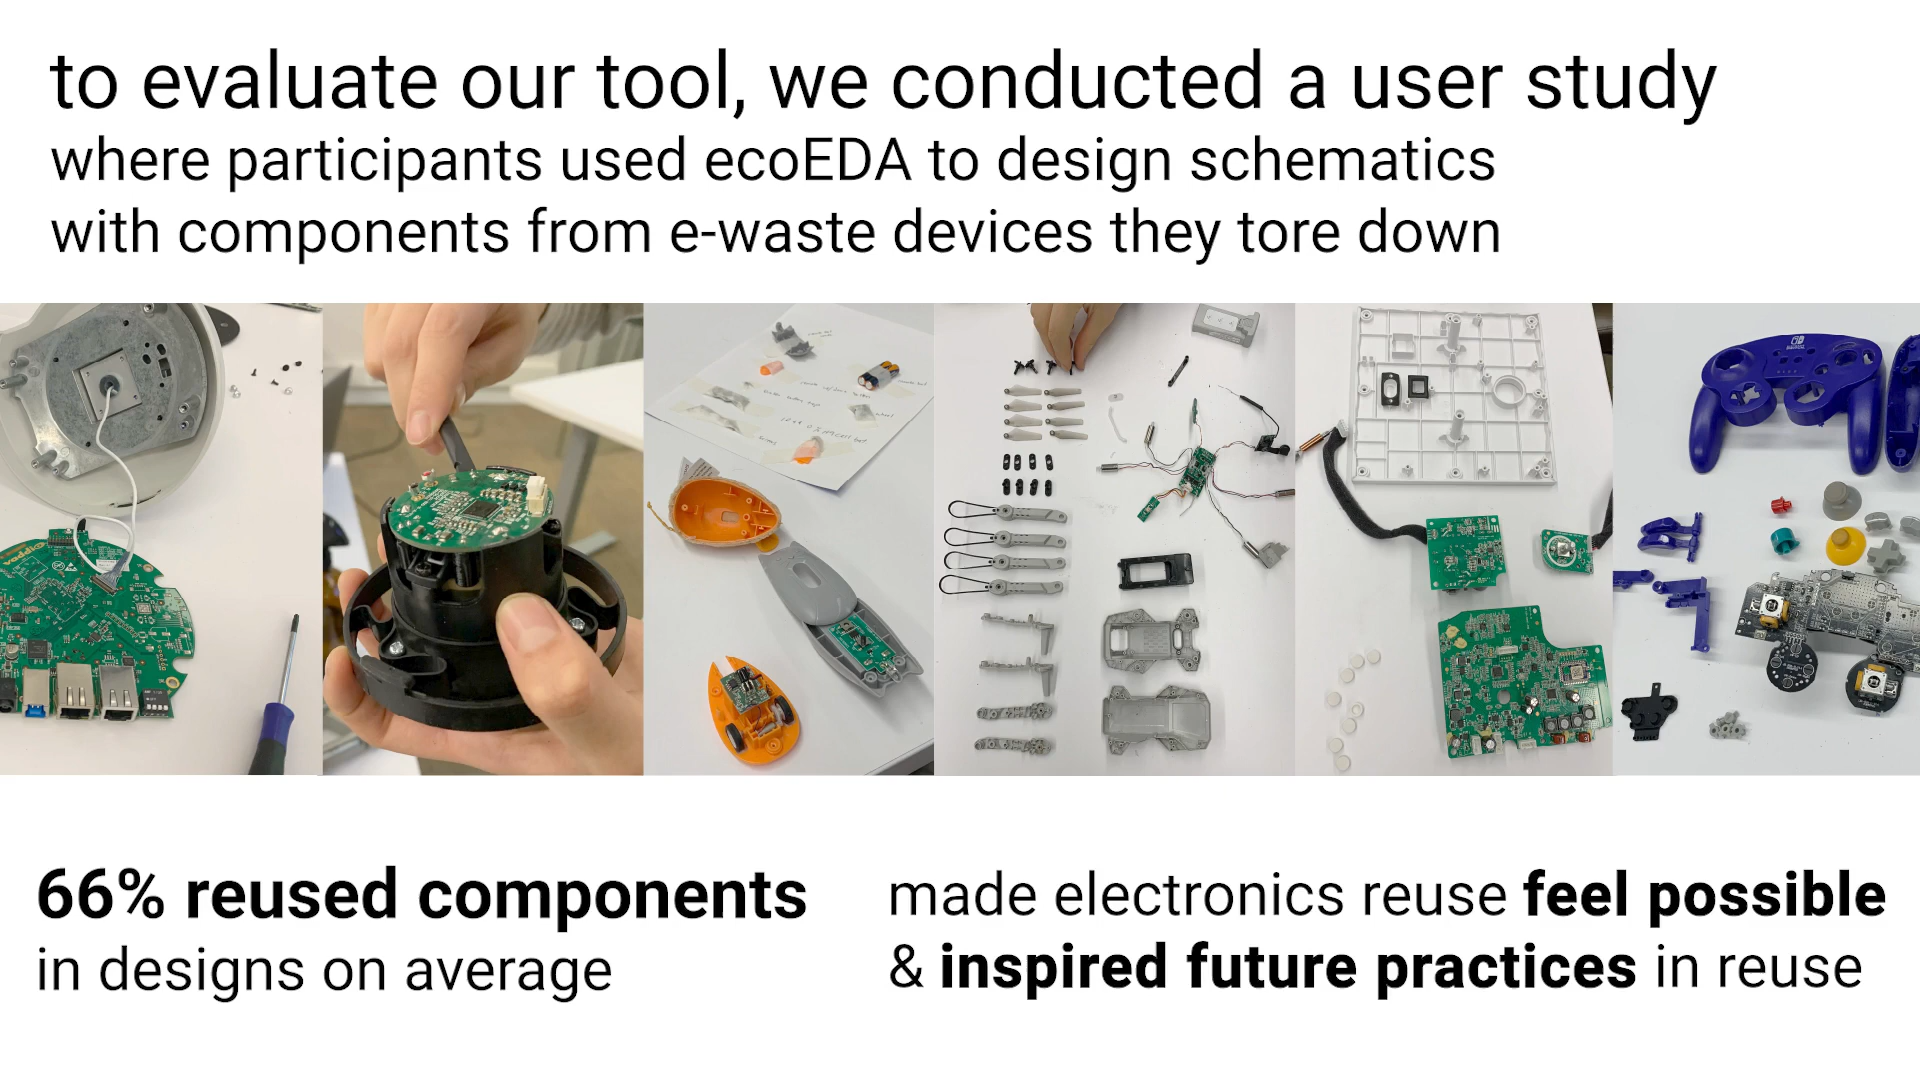 to evaluate our tool, we conducted a user study
where participants used ecoEDA to design schematics
with components from e-waste devices they tore down
66% reused components
in designs on average
made electronics reuse feel possible
& inspired future practices in reuse